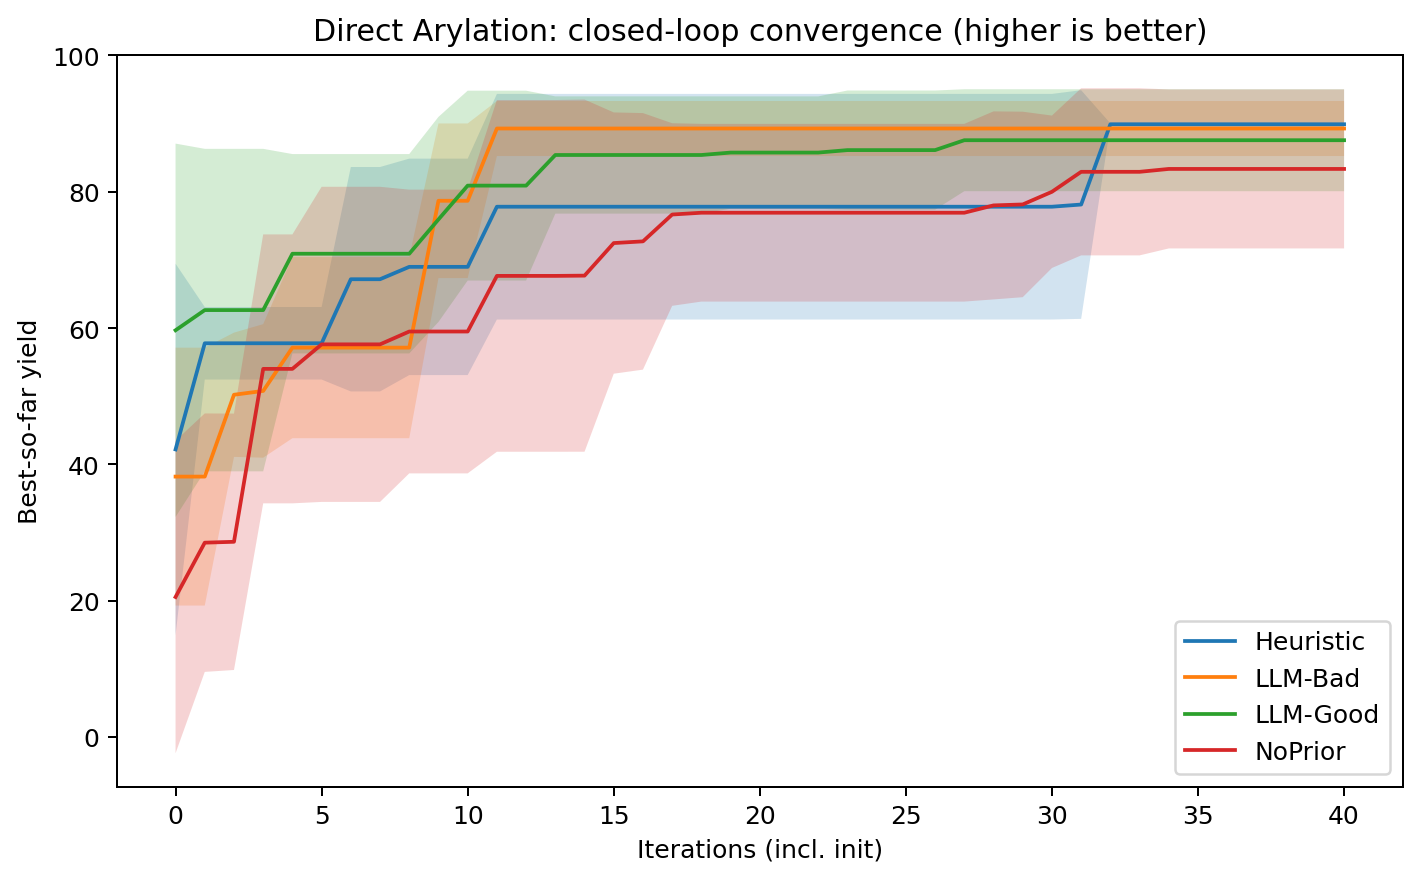 Direct Arylation: closed-loop convergence (higher is better)
Best-so-far yield
100
80
60
40
20
0
0 5 10 15 20 25 30 35 40
Iterations (incl. init)
Heuristic
LLM-Bad
LLM-Good
NoPrior